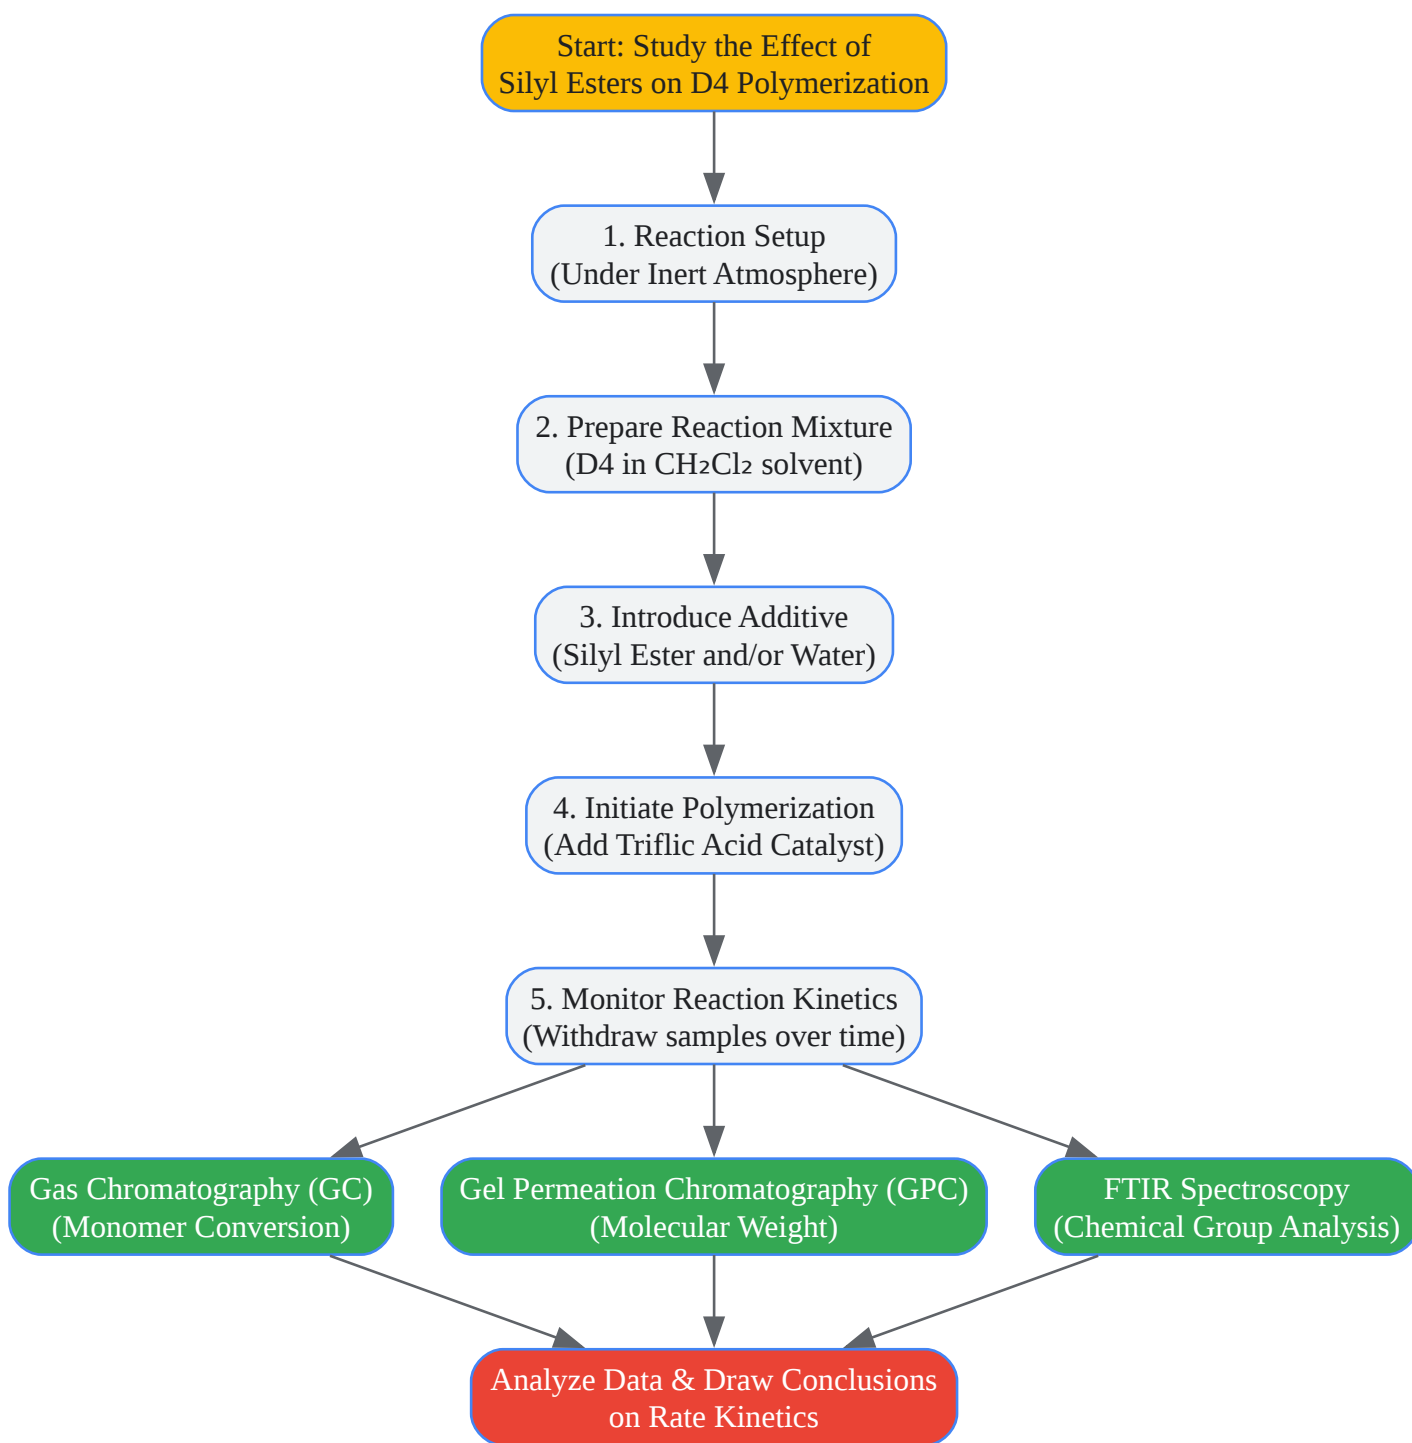 Start: Study the Effect of
Silyl Esters on D4 Polymerization
1. Reaction Setup
(Under Inert Atmosphere)
2. Prepare Reaction Mixture
(D4 in CH₂Cl₂ solvent)
3. Introduce Additive
(Silyl Ester and/or Water)
4. Initiate Polymerization
(Add Triflic Acid Catalyst)
5. Monitor Reaction Kinetics
(Withdraw samples over time)
Gas Chromatography (GC)
(Monomer Conversion)
Gel Permeation Chromatography (GPC)
(Molecular Weight)
FTIR Spectroscopy
(Chemical Group Analysis)
Analyze Data & Draw Conclusions
on Rate Kinetics